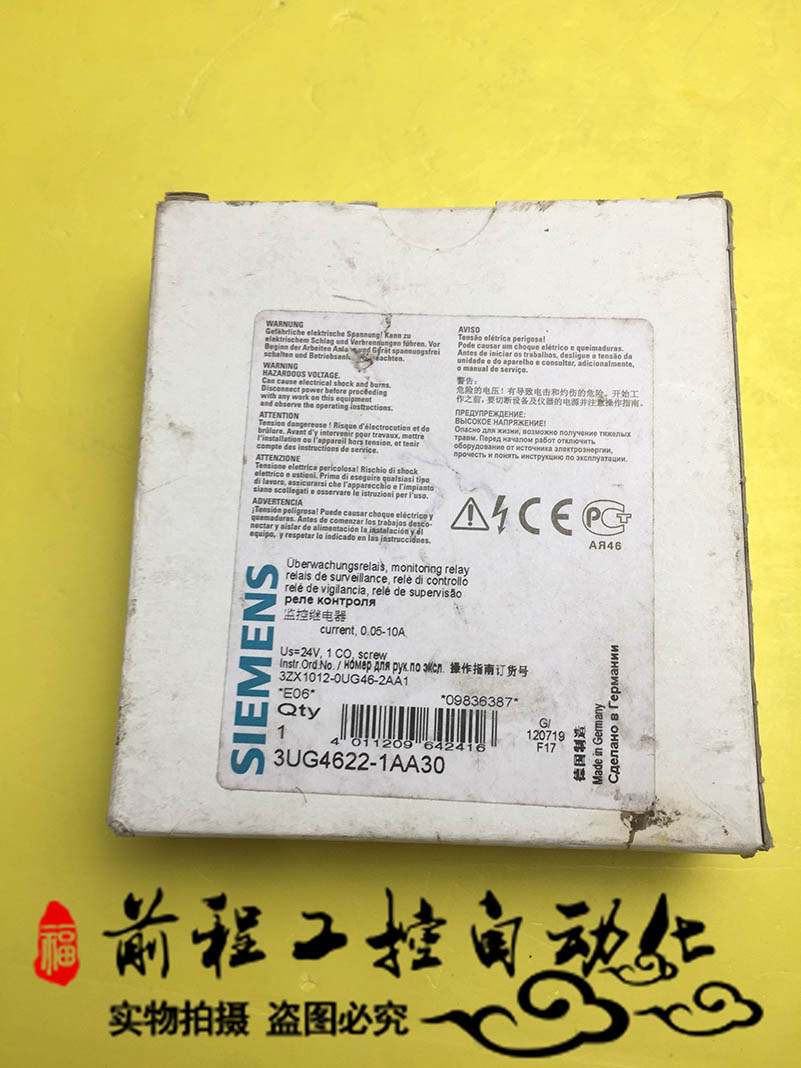 WARNUNG
Gefährliche elektrische Spannung! Kann zu
elektrischem Schlag und Verbrennungen führen. Vor
Beginn der Arbeiten Anlage und Gerät spannungsfrei
schalten und
WARNING
HAZARDOUS VOLTAGE.
Can cause electrical shock and burns.
Disconnect power before proceeding
with any work on this equipment
and observe the operating instructions.
ATTENTION
Tension dangereuse ! Risque d'électrocution et de
brûlure. Avant d'y intervenir pour travaux, mettre
l'installation ou l'appareil hors tension, et tenir
compte des instructions de service.
ATTENZIONE
Tensione elettrica pericolosa! Rischio di shock
elettrico e ustioni. Prima di eseguire qualsiasi tipo
di lavoro, assicurarsi che l'apparecchio e l'impianto
siano scollegati e osservare le istruzioni per l'uso.
ADVERTENCIA
¡Tensión peligrosa! Puede causar choque eléctrico y
quemaduras. Antes de comenzar los trabajos desco-
nectar y aislar de alimentación la instalación y el
equipo, y respetar lo indicado en las instrucciones.
AVISO
Tensão elétrica perigosa!
Pode causar um choque elétrico e queimaduras.
Antes de iniciar os trabalhos, desligue a tensão da
unidade e do aparelho e consultar, adicionalmente,
o manual de serviço.
警告:
危险的电压!有导致电击和灼伤的危险。开始工
作之前,要切断设备及仪器的电源并注意操作指南。
ПРЕДУПРЕЖДЕНИЕ:
ВЫСОКОЕ НАПРЯЖЕНИЕ!
Опасно для жизни, возможно получение тяжелых
травм. Перед началом работ отключить
оборудование от источника электроэнергии,
прочесть и понять инструкцию по эксплуатации.
CE
РСТ
АЯ46
SIEMENS
Überwachungsrelais, monitoring relay
relais de surveillance, relé di controllo
relé de vigilancia, relé de supervisão
реле контроля
监控继电器
current, 0.05-10A
Us=24V, 1 CO, screw
Instr.Ord.No. / номер для рук.по экспл. 操作指南订货号
3ZX1012-0UG46-2AA1
*E06*
*09836387*
Qty
1
4 011209 642416
3UG4622-1AA30
G/
120719
F17
德国制造
Made in Germany
Сделано в Германии
福
前程工控自动化
实物拍摄 盗图必究